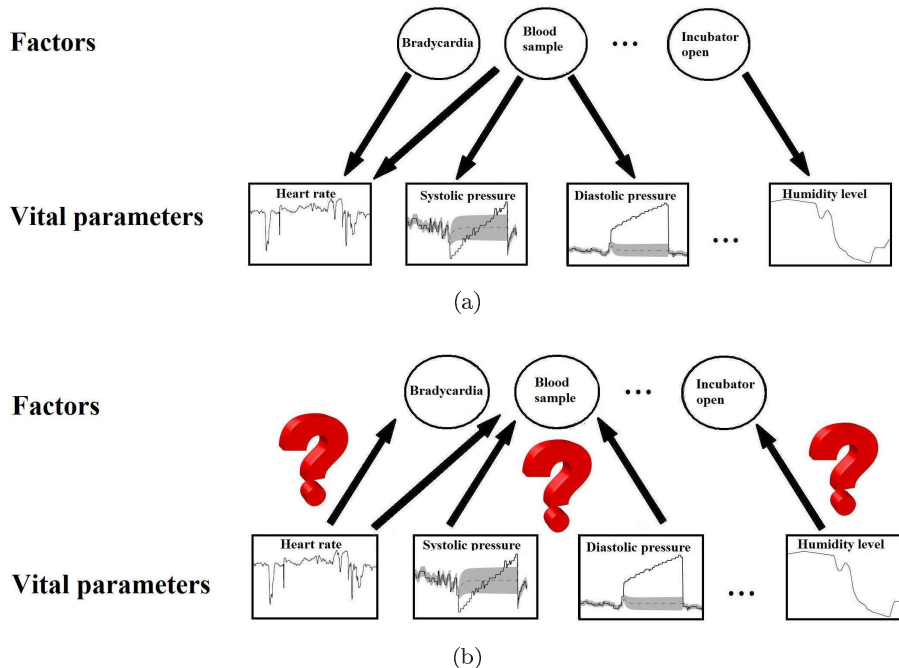 Factors
Bradycardia
Blood
sample
...
Incubator
open
Vital parameters
Heart rate
Systolic pressure
Diastolic pressure
...
Humidity level
(a)
Factors
Bradycardia
Blood
sample
...
Incubator
open
? ? ?
Vital parameters
Heart rate
Systolic pressure
Diastolic pressure
...
Humidity level
(b)